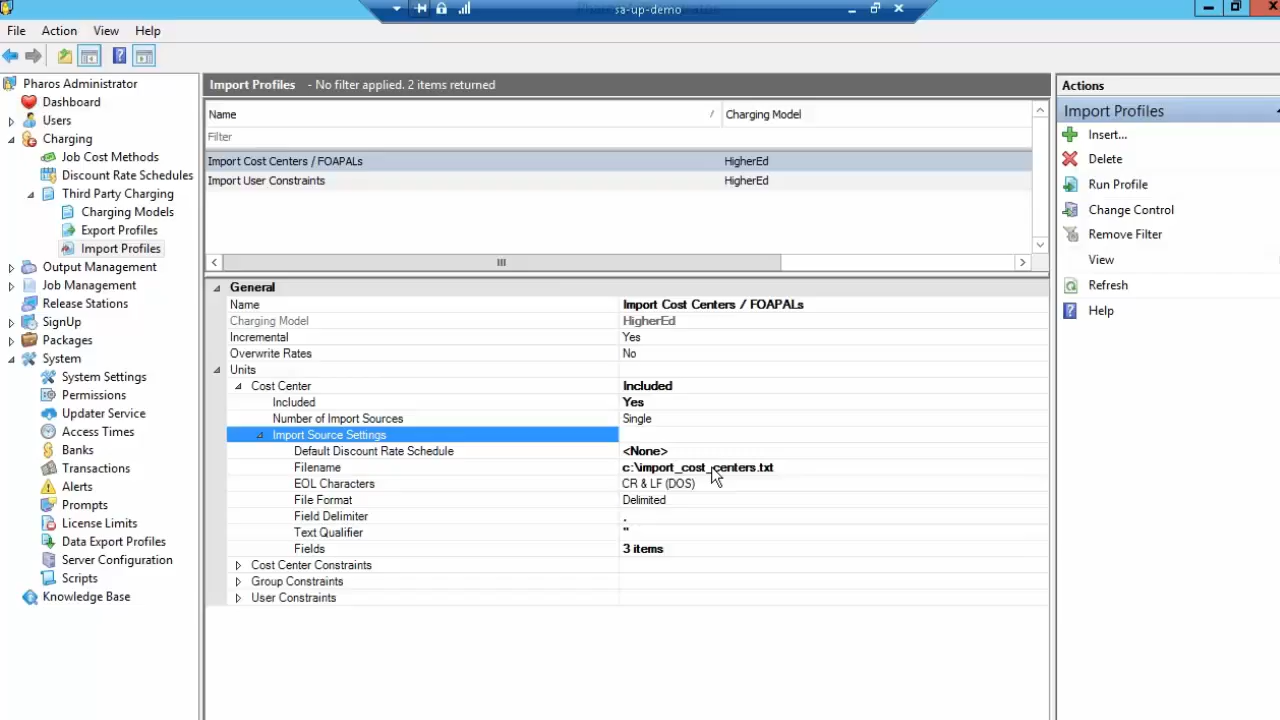 sa-up-demo
File Action View Help
Pharos Administrator
Dashboard
Users
Charging
Job Cost Methods
Discount Rate Schedules
Third Party Charging
Charging Models
Export Profiles
Import Profiles
Output Management
Job Management
Release Stations
SignUp
Packages
System
System Settings
Permissions
Updater Service
Access Times
Banks
Transactions
Alerts
Prompts
License Limits
Data Export Profiles
Server Configuration
Scripts
Knowledge Base
Import Profiles - No filter applied. 2 items returned
Name / Charging Model
Filter
Import Cost Centers / FOAPALs HigherEd
Import User Constraints HigherEd
General
Name Import Cost Centers / FOAPALs
Charging Model HigherEd
Incremental Yes
Overwrite Rates No
Units
Cost Center Included
Included Yes
Number of Import Sources Single
Import Source Settings
Default Discount Rate Schedule <None>
Filename c:\import_cost_centers.txt
EOL Characters CR & LF (DOS)
File Format Delimited
Field Delimiter
Text Qualifier "
Fields 3 items
Cost Center Constraints
Group Constraints
User Constraints
Actions
Import Profiles
Insert...
Delete
Run Profile
Change Control
Remove Filter
View
Refresh
Help